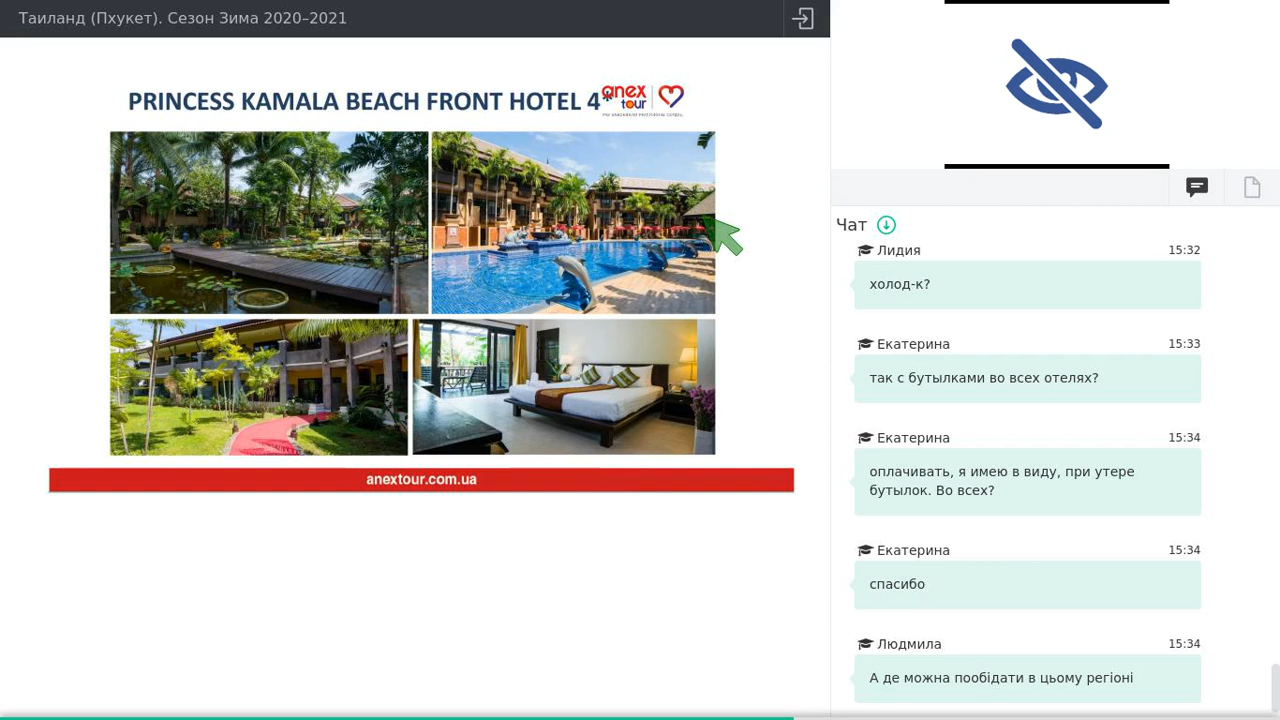 Таиланд (Пхукет). Сезон Зима 2020–2021
PRINCESS KAMALA BEACH FRONT HOTEL 4*
anex
tour
anextour.com.ua
Чат
Лидия 15:32
холод-к?
Екатерина 15:33
так с бутылками во всех отелях?
Екатерина 15:34
оплачивать, я имею в виду, при утере
бутылок. Во всех?
Екатерина 15:34
спасибо
Людмила 15:34
А де можна пообідати в цьому регіоні